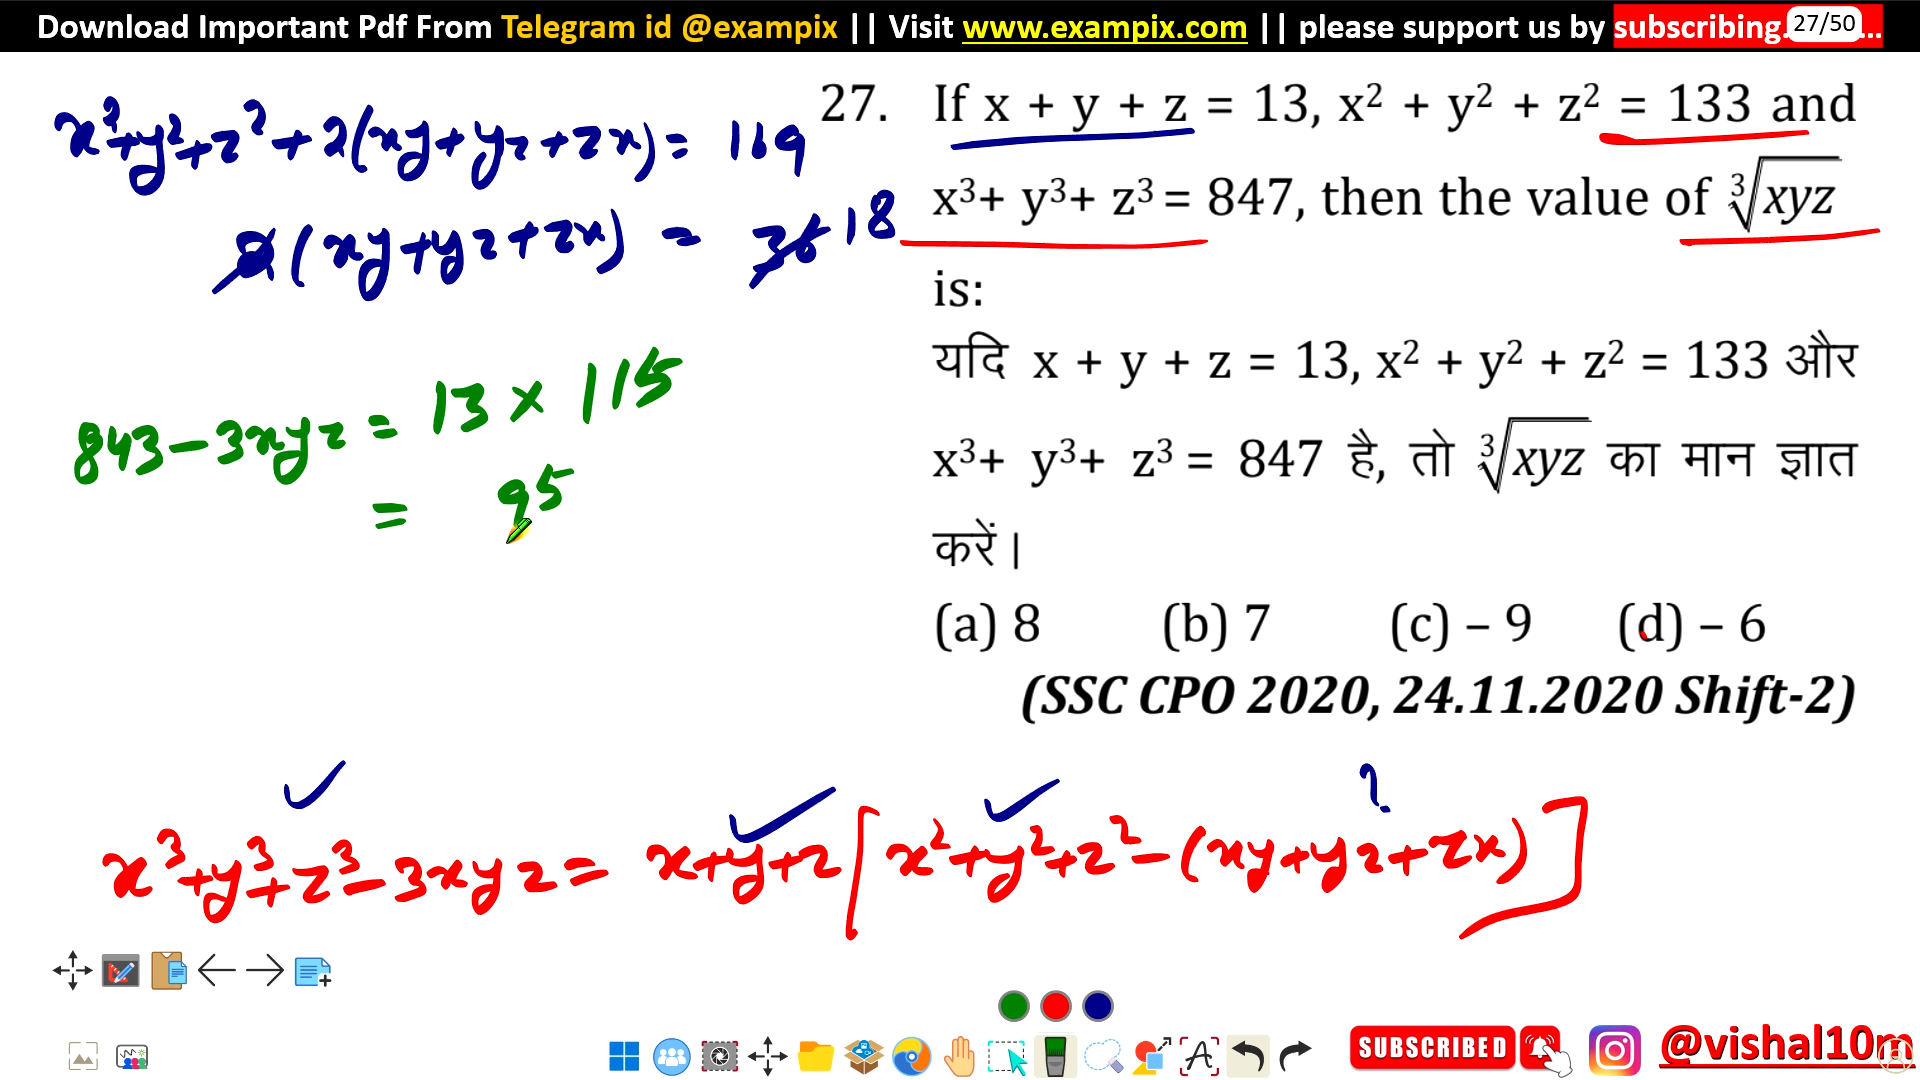 Download Important Pdf From Telegram id @exampix || Visit www.exampix.com || please support us by subscribing. 27/50 ...
x³+y²+z²+2(xy+yz+zx)= 169
2(xy+yz+zx) = 36 18
27. If x + y + z = 13, x² + y² + z² = 133 and
x³+ y³+ z³ = 847, then the value of ∛xyz
is:
यदि x + y + z = 13, x² + y² + z² = 133 और
x³+ y³+ z³ = 847 है, तो ∛xyz का मान ज्ञात
करें।
(a) 8 (b) 7 (c) – 9 (d) – 6
(SSC CPO 2020, 24.11.2020 Shift-2)
843-3xyz = 13 × 115
= 95
?
x³+y³+z³-3xyz= x+y+z[x²+y²+z²-(xy+yz+zx)]
SUBSCRIBED
@vishal10m